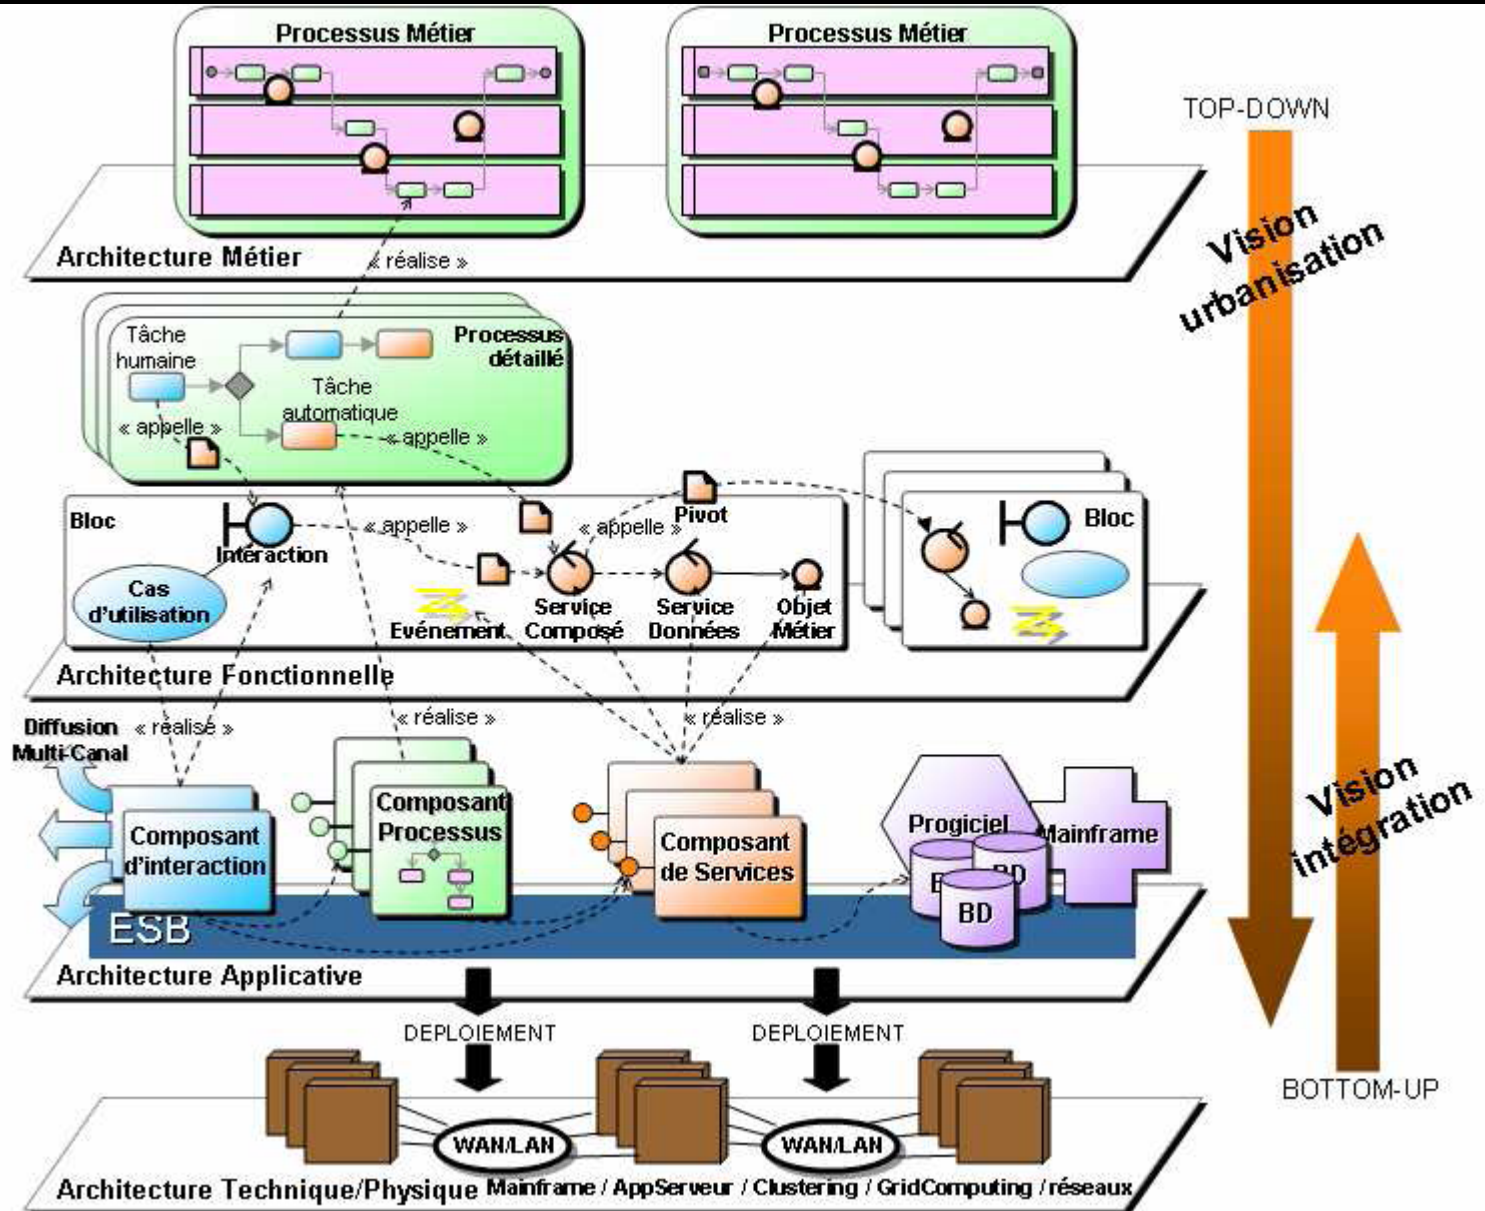 Processus Métier
Processus Métier
TOP-DOWN
Vision
urbanisation
Architecture Métier
« réalise »
Tâche
humaine
Processus
détaillé
Tâche
automatique
« appelle »
« appelle »
Bloc
Intéraction
« appelle »
« appelle »
Pivot
Bloc
Cas
d'utilisation
Evénement
Service
Composé
Service
Données
Objet
Métier
Architecture Fonctionnelle
Diffusion
Multi-Canal
« réalise »
« réalise »
« réalise »
Vision
intégration
Composant
d'interaction
Composant
Processus
Composant
de Services
Progiciel
Mainframe
BD
BD
ESB
Architecture Applicative
DEPLOIEMENT
DEPLOIEMENT
BOTTOM-UP
WAN/LAN
WAN/LAN
Architecture Technique/Physique Mainframe / AppServeur / Clustering / GridComputing / réseaux